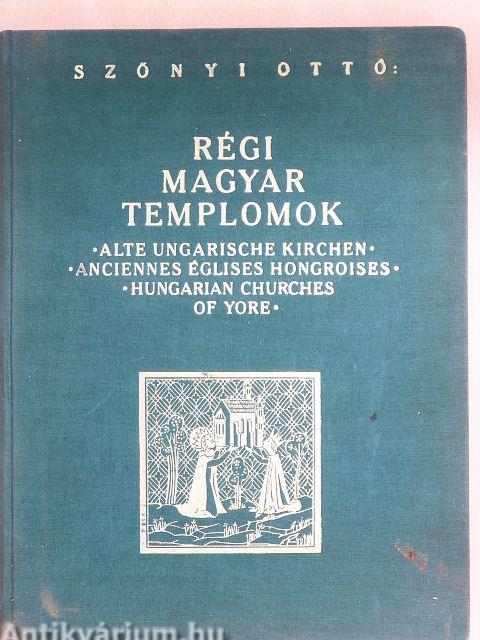 SZŐNYI OTTÓ:
RÉGI
MAGYAR
TEMPLOMOK
·ALTE UNGARISCHE KIRCHEN·
·ANCIENNES ÉGLISES HONGROISES·
·HUNGARIAN CHURCHES
OF YORE·
Antikvárium.hu